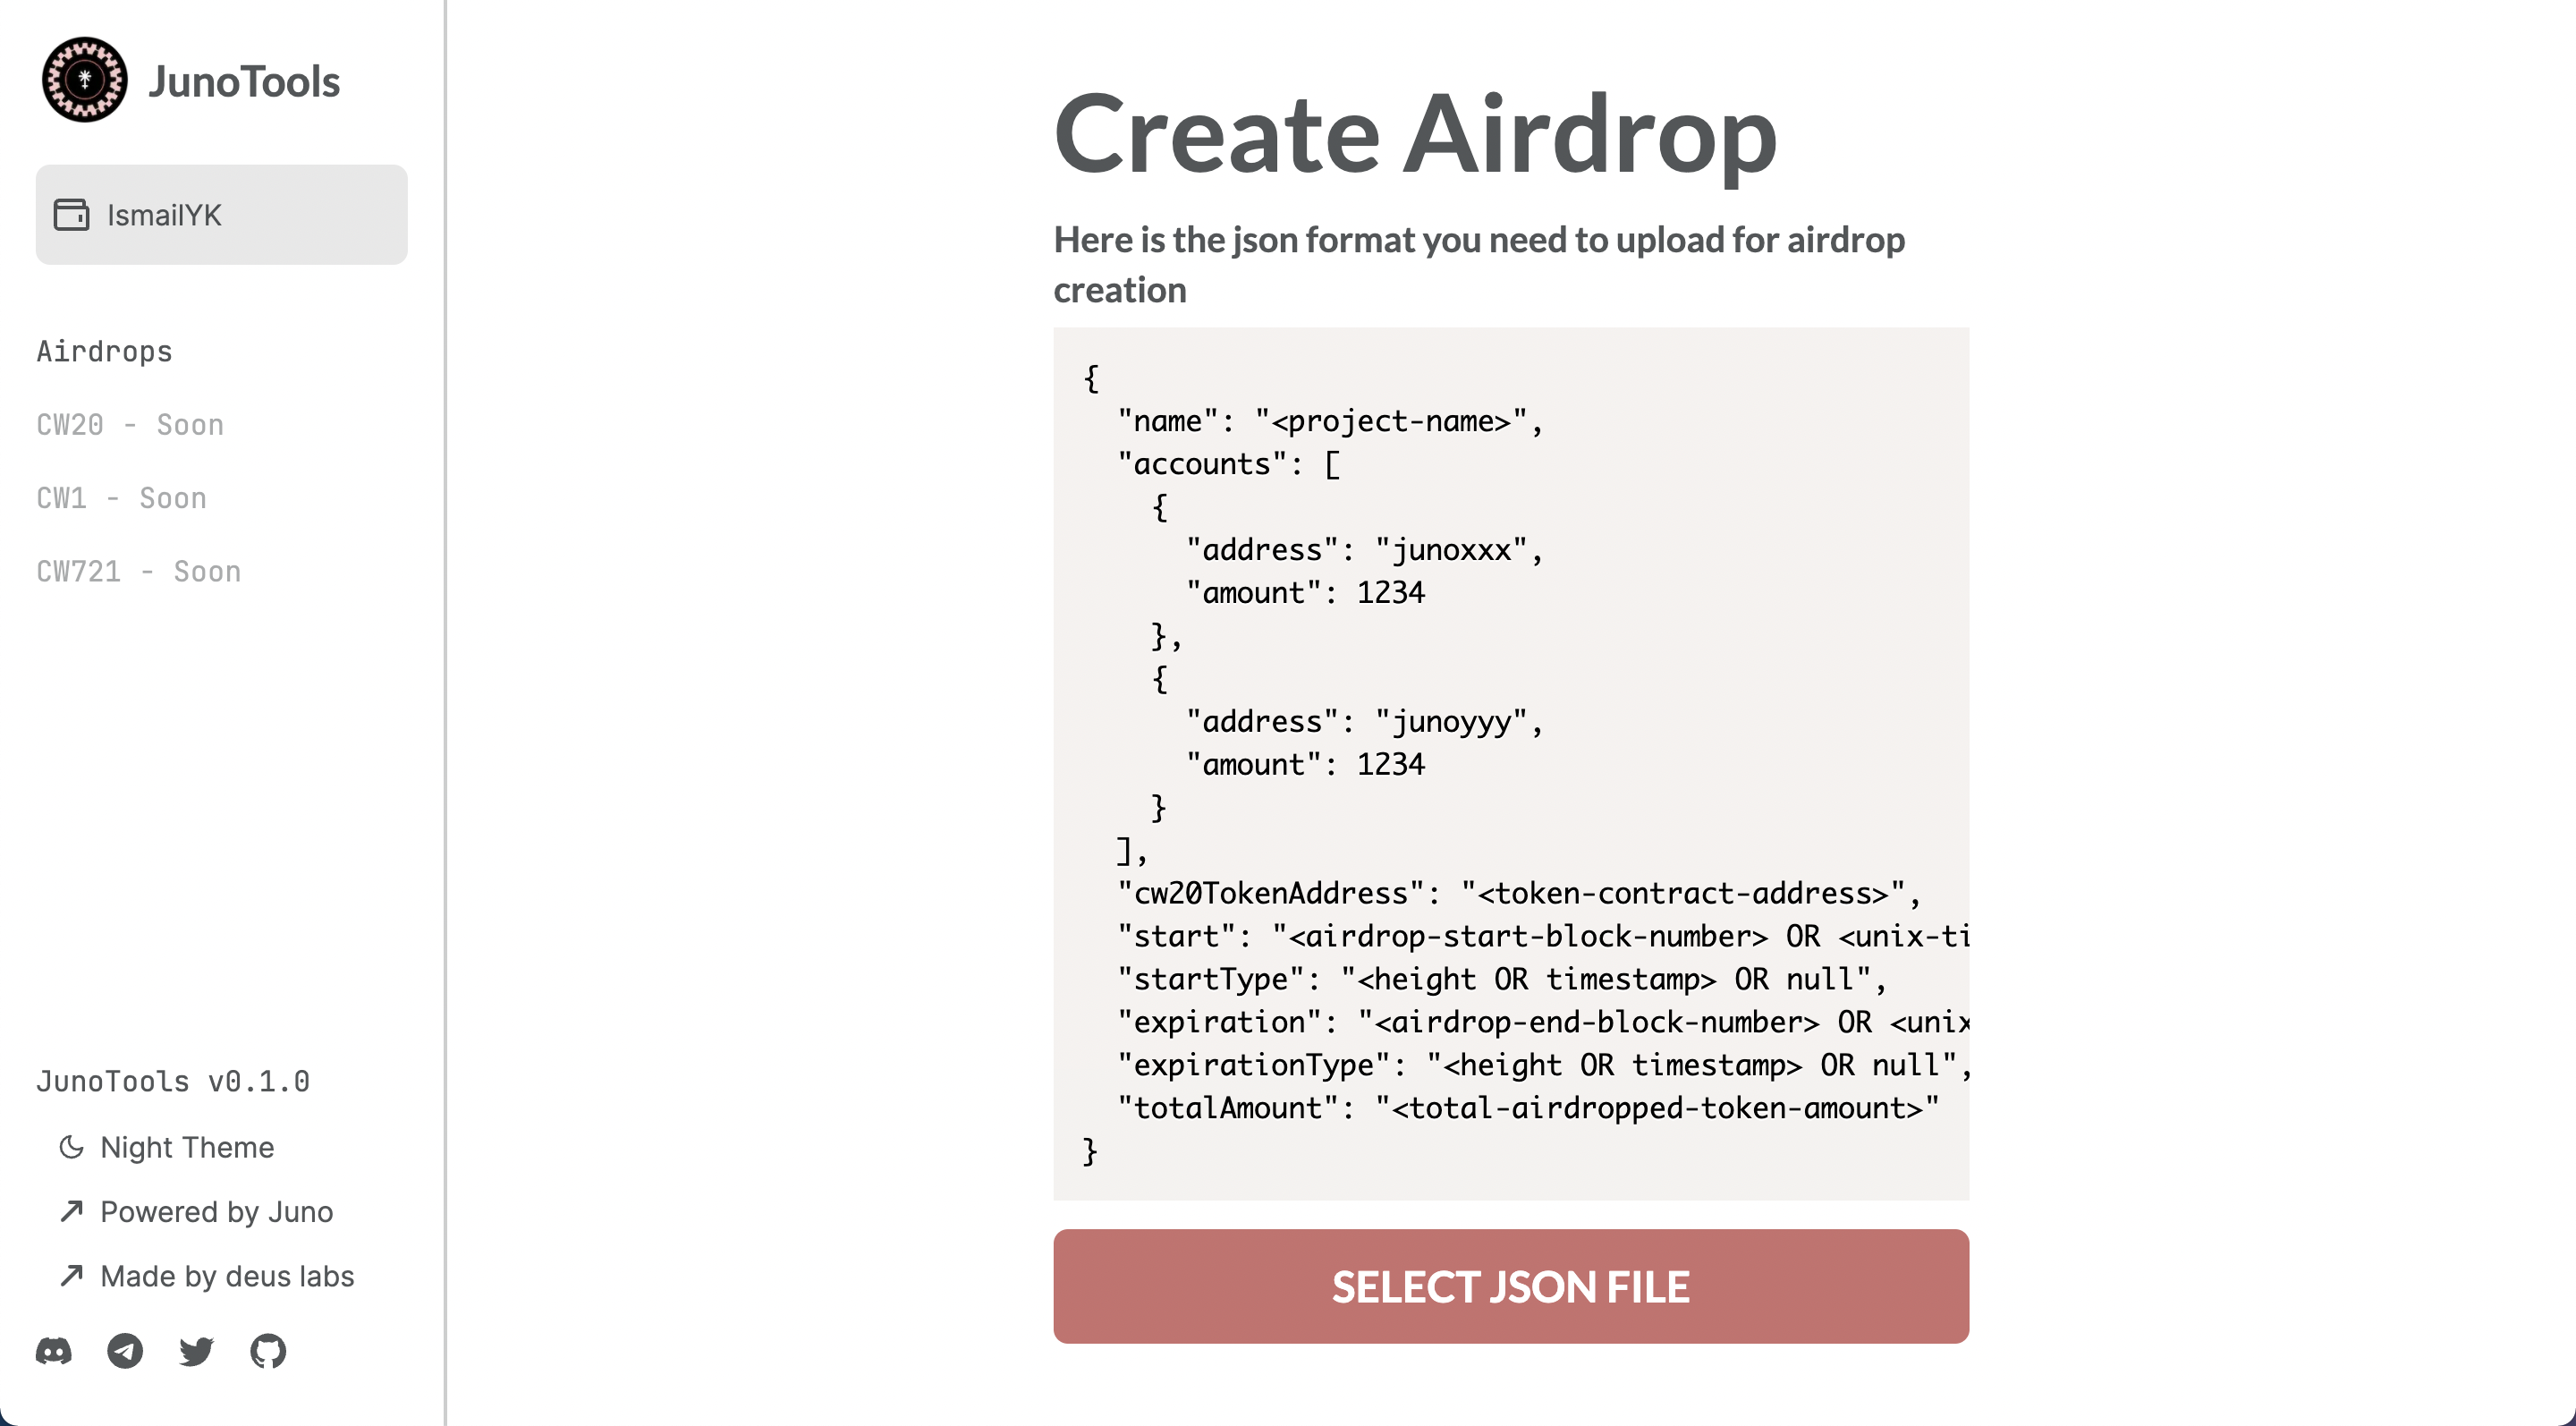 JunoTools
IsmailYK
Airdrops
CW20 - Soon
CW1 - Soon
CW721 - Soon
JunoTools v0.1.0
Night Theme
Powered by Juno
Made by deus labs
Create Airdrop
Here is the json format you need to upload for airdrop
creation
{
  "name": "<project-name>",
  "accounts": [
    {
      "address": "junoxxx",
      "amount": 1234
    },
    {
      "address": "junoyyy",
      "amount": 1234
    }
  ],
  "cw20TokenAddress": "<token-contract-address>",
  "start": "<airdrop-start-block-number> OR <unix-ti
  "startType": "<height OR timestamp> OR null",
  "expiration": "<airdrop-end-block-number> OR <unix
  "expirationType": "<height OR timestamp> OR null",
  "totalAmount": "<total-airdropped-token-amount>"
}
SELECT JSON FILE